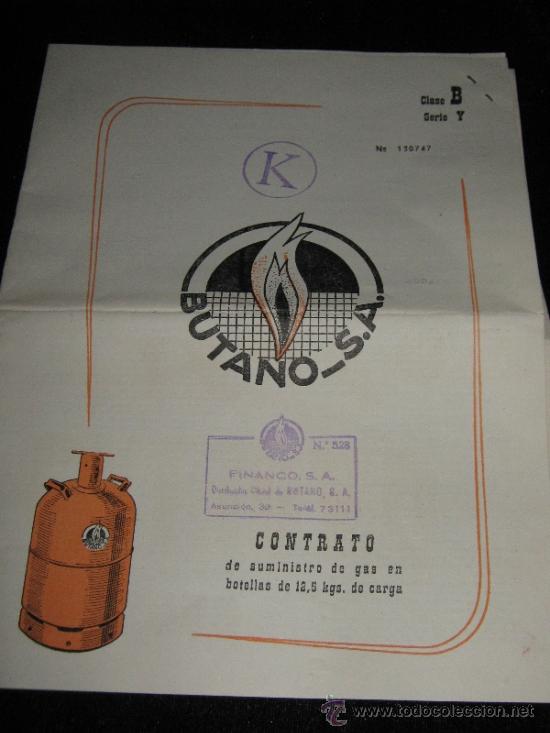 Clase B
Serie Y
Nº 130747
K
BUTANO S.A.
N.º 528
FINANCO, S. A.
Distribuidor Oficial de BUTANO, S. A.
Asunción, 30 — Teléf. 73111
CONTRATO
de suministro de gas en
botellas de 12,5 kgs. de carga
© todocoleccion
www.todocoleccion.net